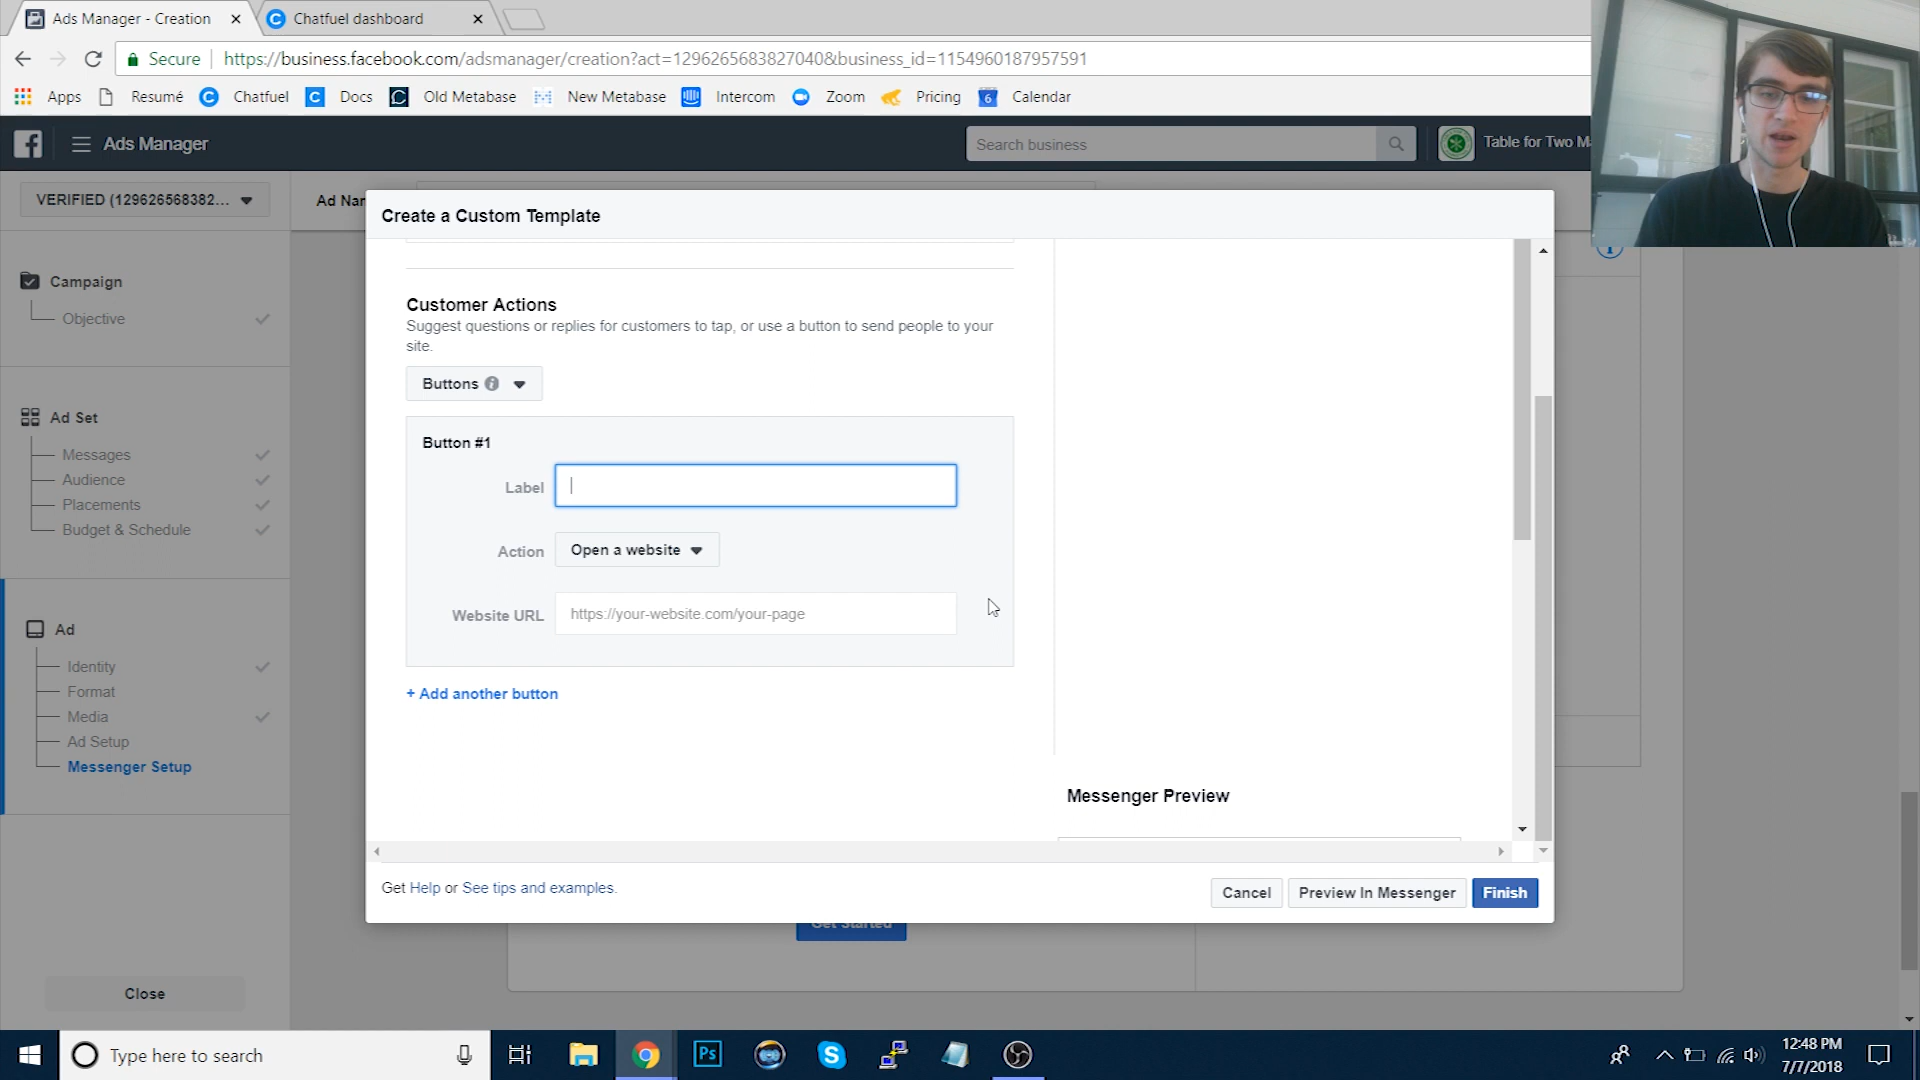 Ads Manager - Creation
Chatfuel dashboard
Secure
https://business.facebook.com/adsmanager/creation?act=1296265683827040&business_id=1154960187957591
Apps
Resumé
Chatfuel
Docs
Old Metabase
New Metabase
Intercom
Zoom
Pricing
6
Calendar
Ads Manager
Search business
Table for Two Ma
VERIFIED (129626568382...
Ad Nar
Create a Custom Template
Campaign
Objective
Ad Set
Messages
Audience
Placements
Budget & Schedule
Ad
Identity
Format
Media
Ad Setup
Messenger Setup
Close
Customer Actions
Suggest questions or replies for customers to tap, or use a button to send people to your
site.
Buttons
Button #1
Label
Action
Open a website
Website URL
https://your-website.com/your-page
+ Add another button
Messenger Preview
Get Help or See tips and examples.
Cancel
Preview In Messenger
Finish
Get Started
Type here to search
Ps
12:48 PM
7/7/2018